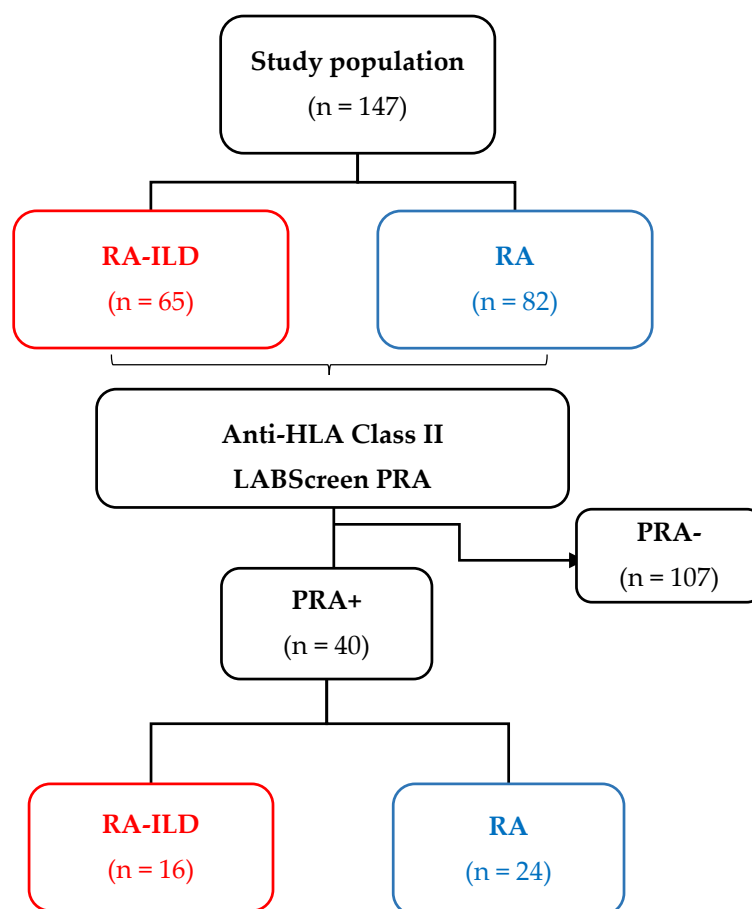 Study population
(n = 147)
RA-ILD
(n = 65)
RA
(n = 82)
Anti-HLA Class II
LABScreen PRA
PRA-
(n = 107)
PRA+
(n = 40)
RA-ILD
(n = 16)
RA
(n = 24)